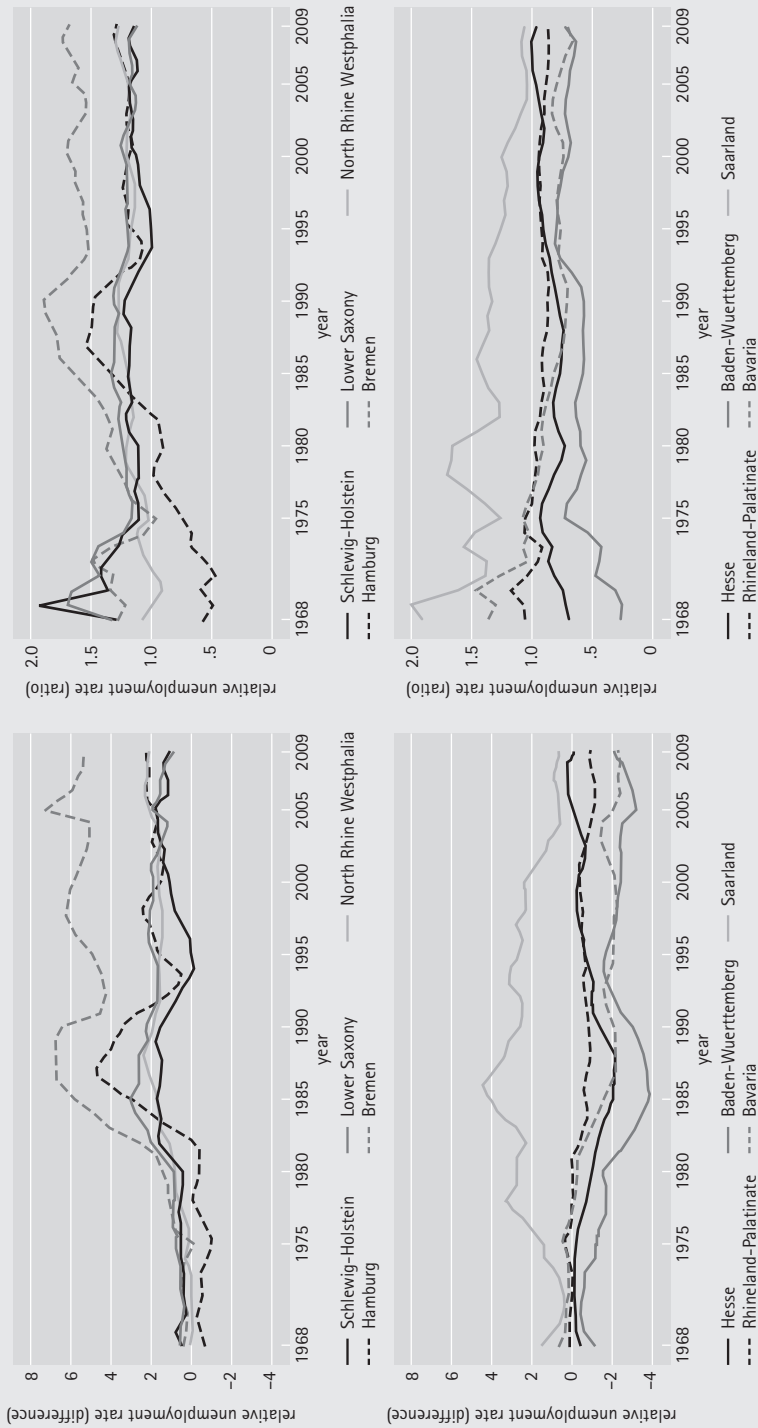 relative unemployment rate (difference)
8
6
4
2
0
−2
−4
1968
1975
1980
1985
1990
1995
2000
2005
2009
year
Schlewig-Holstein
Lower Saxony
North Rhine Westphalia
Hamburg
Bremen
relative unemployment rate (ratio)
2.0
1.5
1.0
.5
0
1968
1975
1980
1985
1990
1995
2000
2005
2009
year
Schlewig-Holstein
Lower Saxony
North Rhine Westphalia
Hamburg
Bremen
relative unemployment rate (difference)
8
6
4
2
0
−2
−4
1968
1975
1980
1985
1990
1995
2000
2005
2009
year
Hesse
Baden-Wuerttemberg
Saarland
Rhineland-Palatinate
Bavaria
relative unemployment rate (ratio)
2.0
1.5
1.0
.5
0
1968
1975
1980
1985
1990
1995
2000
2005
2009
year
Hesse
Baden-Wuerttemberg
Saarland
Rhineland-Palatinate
Bavaria